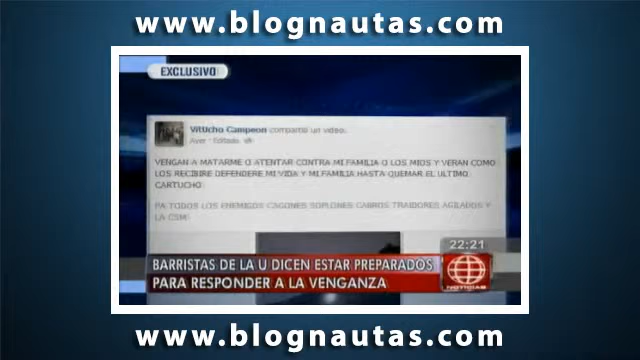 www.blognautas.com
EXCLUSIVO
Vitucho Campeon compartió un video.
Ayer · Editado
VENGAN A MATARME O ATENTAR CONTRA MI FAMILIA O LOS MIOS Y VERAN COMO
LOS RECIBIRE DEFENDERE MI VIDA Y MI FAMILIA HASTA QUEMAR EL ULTIMO
CARTUCHO
PA TODOS LOS ENEMIGOS CAGONES SOPLONES CABROS TRAIDORES AGILADOS Y
LA CSM
22:21
BARRISTAS DE LA U DICEN ESTAR PREPARADOS
PARA RESPONDER A LA VENGANZA
NOTICIAS
www.blognautas.com